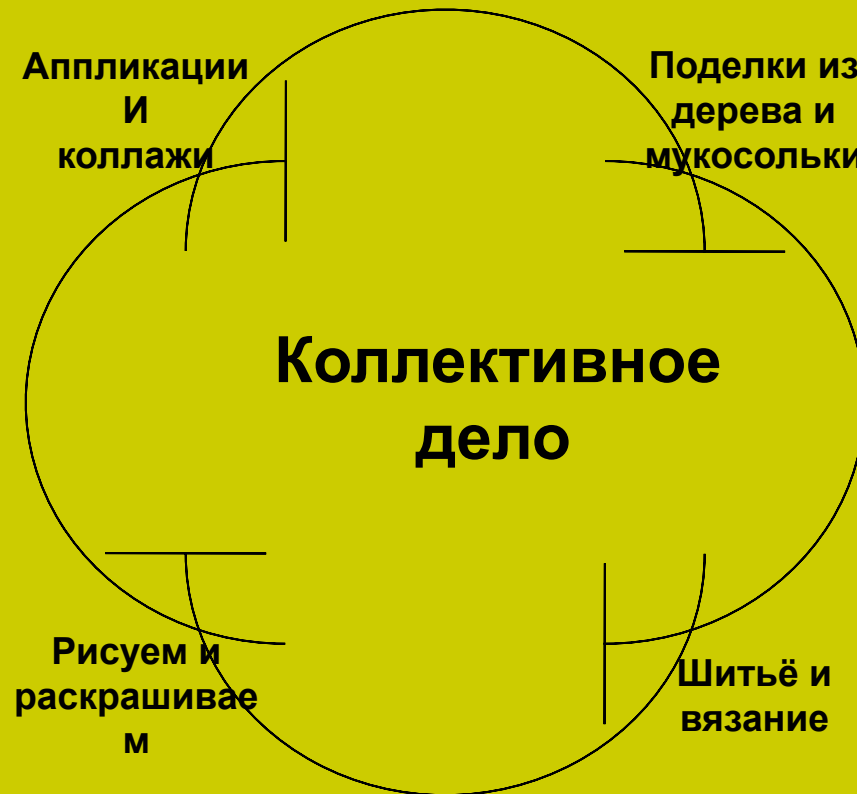 Аппликации
И
коллажи
Поделки из
дерева и
мукосольки
Коллективное
дело
Рисуем и
раскрашивае
м
Шитьё и
вязание